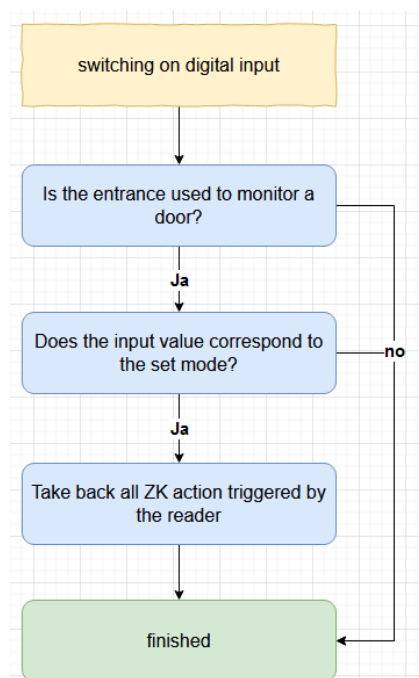 switching on digital input
Is the entrance used to monitor a
door?
Ja
Does the input value correspond to
the set mode?
no
Ja
Take back all ZK action triggered by
the reader
finished